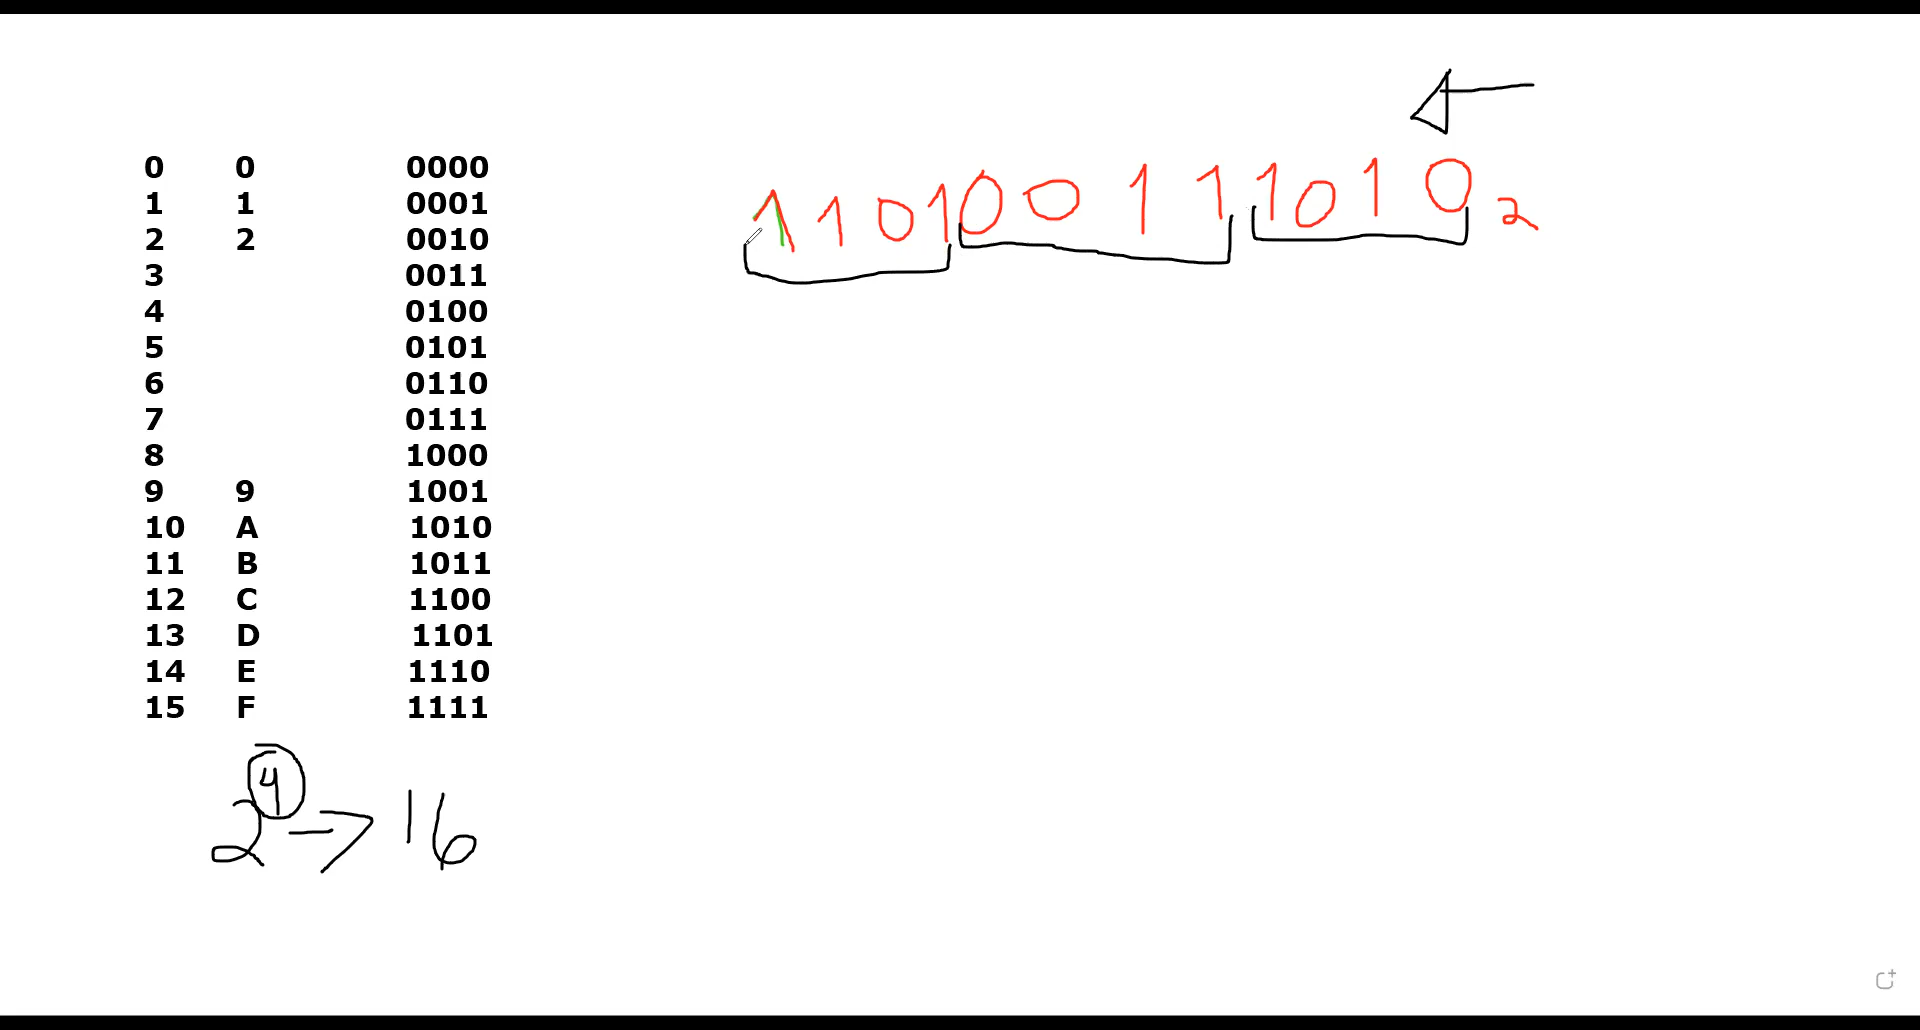 110100111010 2
0 0 0000
1 1 0001
2 2 0010
3 0011
4 0100
5 0101
6 0110
7 0111
8 1000
9 9 1001
10 A 1010
11 B 1011
12 C 1100
13 D 1101
14 E 1110
15 F 1111
2 4 → 16